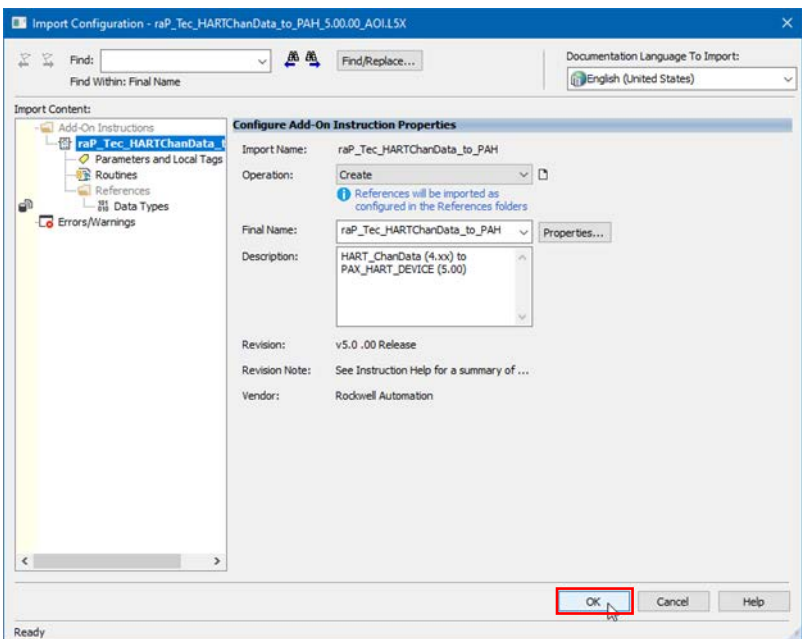 Import Configuration - raP_Tec_HARTChanData_to_PAH_5.00.00_AOI.L5X
Find:
Find/Replace...
Find Within: Final Name
Documentation Language To Import:
English (United States)
Import Content:
Add-On Instructions
raP_Tec_HARTChanData_t
Parameters and Local Tags
Routines
References
Data Types
Errors/Warnings
Configure Add-On Instruction Properties
Import Name: raP_Tec_HARTChanData_to_PAH
Operation: Create
References will be imported as
configured in the References folders
Final Name: raP_Tec_HARTChanData_to_PAH Properties...
Description: HART_ChanData (4.xx) to
PAX_HART_DEVICE (5.00)
Revision: v5.0 .00 Release
Revision Note: See Instruction Help for a summary of ...
Vendor: Rockwell Automation
OK Cancel Help
Ready